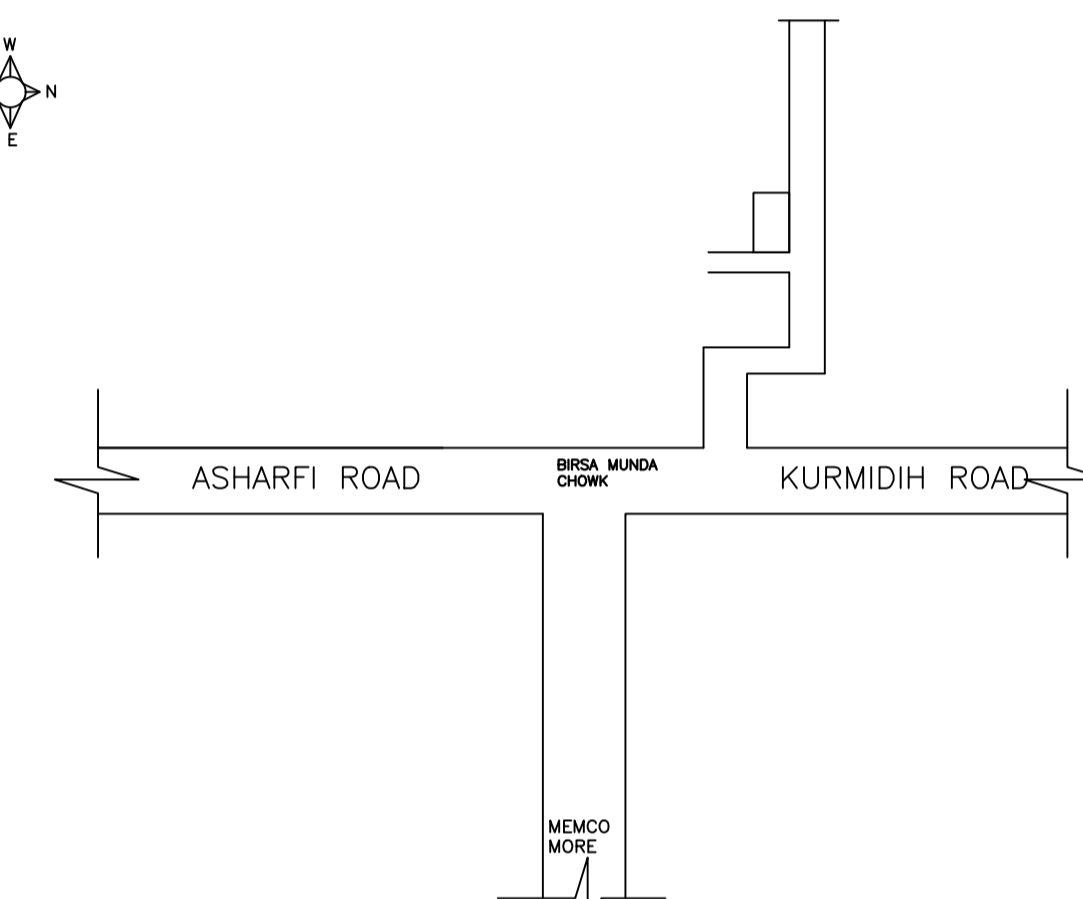 W
N
E
BIRSA MUNDA
CHOWK
ASHARFI ROAD
KURMIDIH ROAD
MEMCO
MORE